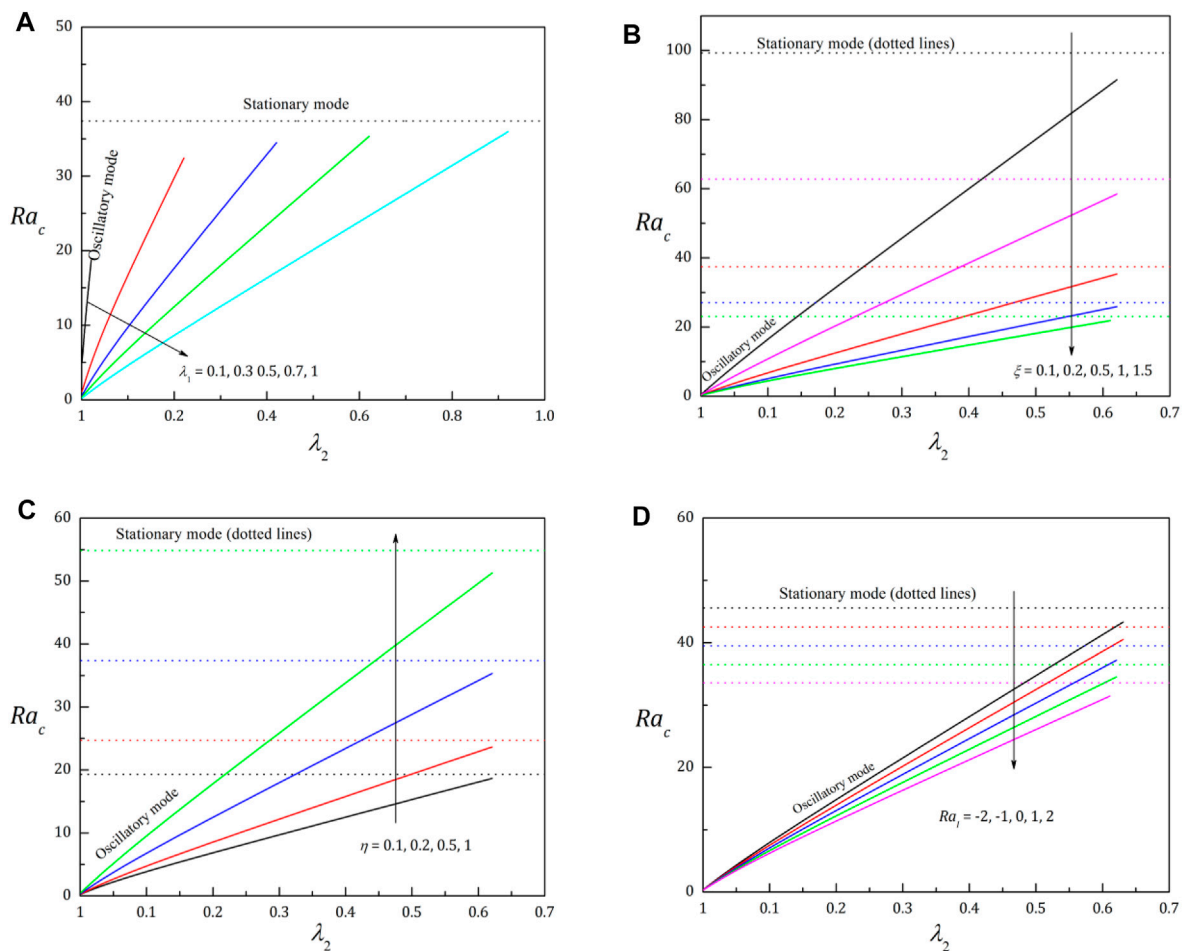 A
50
40
30
20
10
0
Ra_c
Stationary mode
Oscillatory mode
λ_1 = 0.1, 0.3 0.5, 0.7, 1
1 0.2 0.4 0.6 0.8 1.0
λ_2
B
100
80
60
40
20
0
Ra_c
Stationary mode (dotted lines)
Oscillatory mode
ξ = 0.1, 0.2, 0.5, 1, 1.5
1 0.1 0.2 0.3 0.4 0.5 0.6 0.7
λ_2
C
60
50
40
30
20
10
0
Ra_c
Stationary mode (dotted lines)
Oscillatory mode
η = 0.1, 0.2, 0.5, 1
1 0.1 0.2 0.3 0.4 0.5 0.6 0.7
λ_2
D
60
40
20
0
Ra_c
Stationary mode (dotted lines)
Oscillatory mode
Ra_I = -2, -1, 0, 1, 2
1 0.1 0.2 0.3 0.4 0.5 0.6 0.7
λ_2